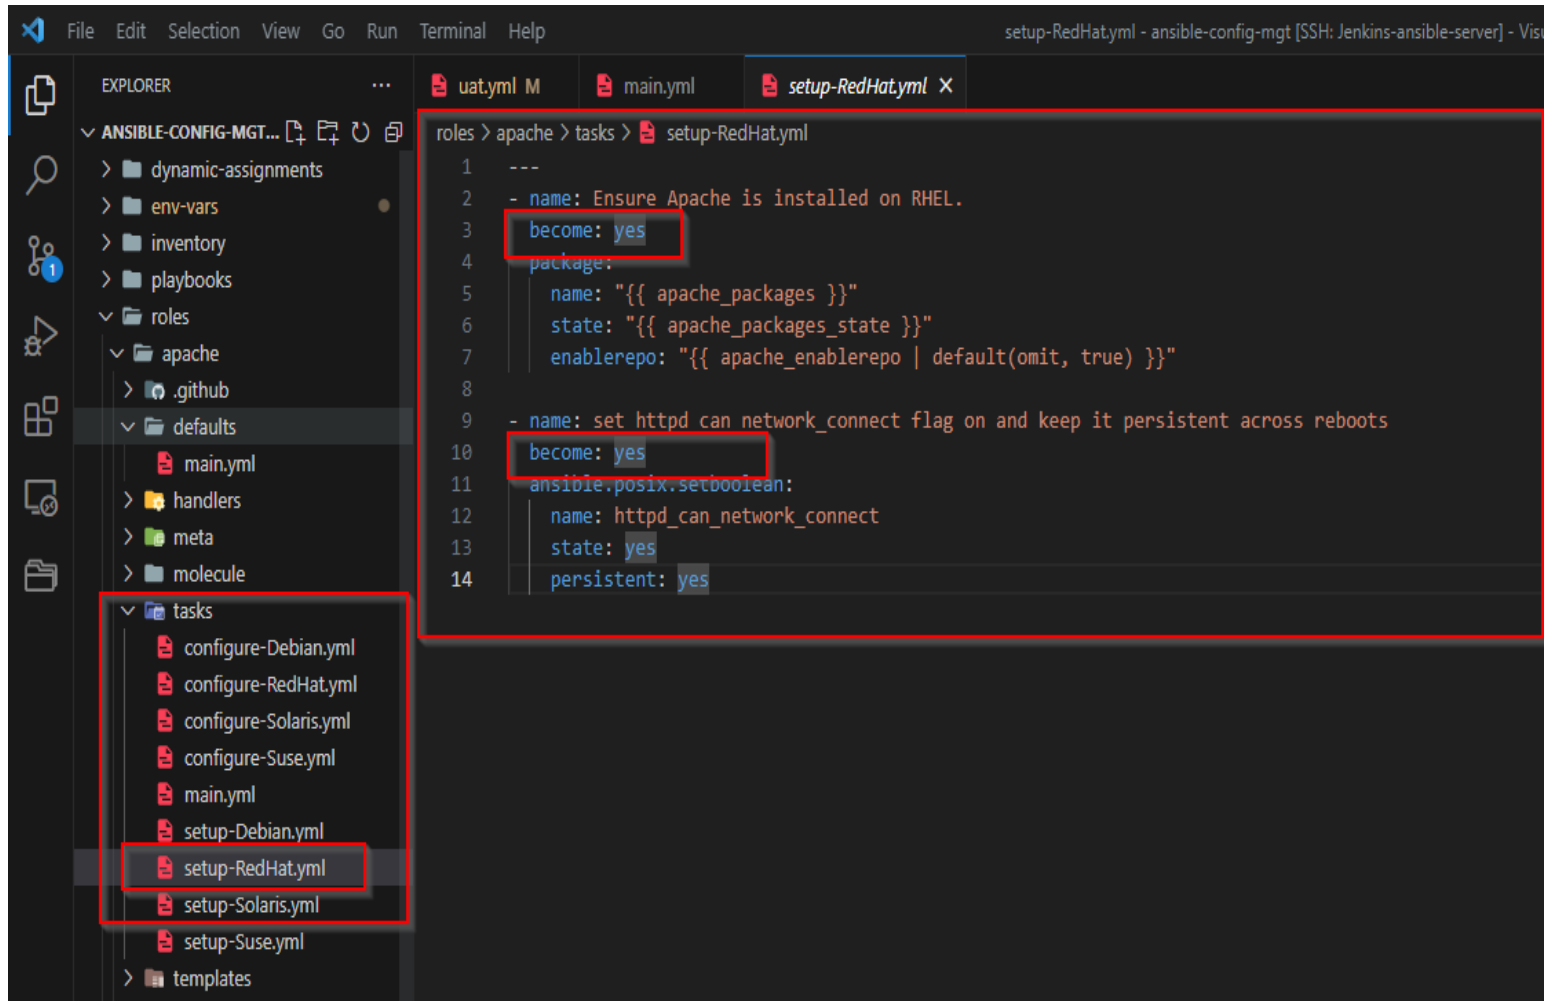 File Edit Selection View Go Run Terminal Help setup-RedHat.yml - ansible-config-mgt [SSH: Jenkins-ansible-server] -
EXPLORER ···
ANSIBLE-CONFIG-MGT...
dynamic-assignments
env-vars
inventory
playbooks
roles
apache
.github
defaults
main.yml
handlers
meta
molecule
tasks
configure-Debian.yml
configure-RedHat.yml
configure-Solaris.yml
configure-Suse.yml
main.yml
setup-Debian.yml
setup-RedHat.yml
setup-Solaris.yml
setup-Suse.yml
templates
1
uat.yml M main.yml setup-RedHat.yml
roles > apache > tasks > setup-RedHat.yml
1 ---
2 - name: Ensure Apache is installed on RHEL.
3 become: yes
4 package:
5 name: "{{ apache_packages }}"
6 state: "{{ apache_packages_state }}"
7 enablerepo: "{{ apache_enablerepo | default(omit, true) }}"
8
9 - name: set httpd can network_connect flag on and keep it persistent across reboots
10 become: yes
11 ansible.posix.setboolean:
12 name: httpd_can_network_connect
13 state: yes
14 persistent: yes